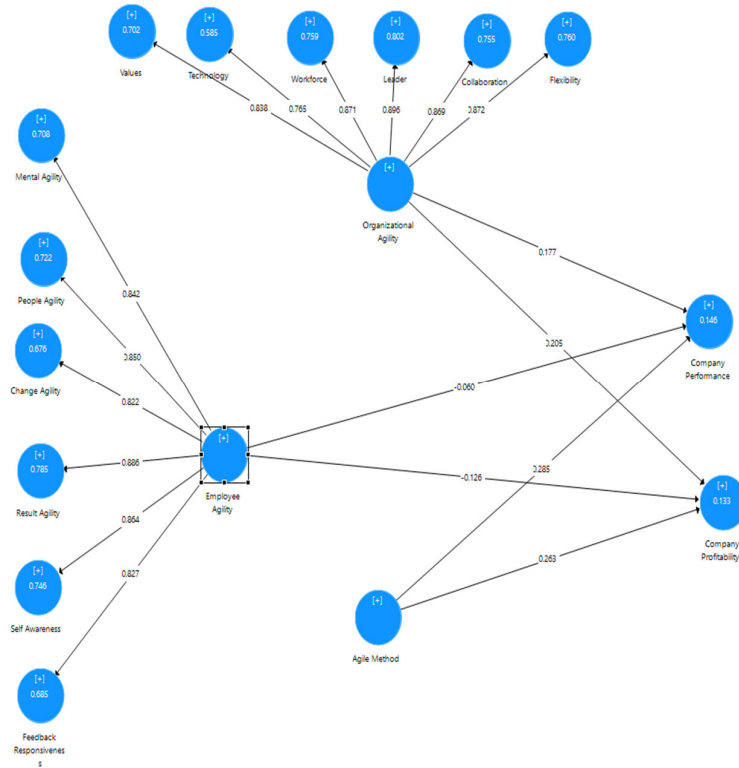 [+]
0.702
Values
[+]
0.585
Technology
[+]
0.759
Workforce
[+]
0.802
Leader
[+]
0.755
Collaboration
[+]
0.760
Flexibility
0.838
0.765
0.871
0.896
0.869
0.872
[+]
Organizational
Agility
[+]
0.708
Mental Agility
[+]
0.722
People Agility
[+]
0.676
Change Agility
[+]
0.785
Result Agility
[+]
0.746
Self Awareness
[+]
0.685
Feedback
Responsivenes
s
0.842
0.850
0.822
0.886
0.864
0.827
[+]
Employee
Agility
0.177
0.205
-0.060
-0.126
0.285
0.263
[+]
Agile Method
[+]
0.146
Company
Performance
[+]
0.133
Company
Profitability